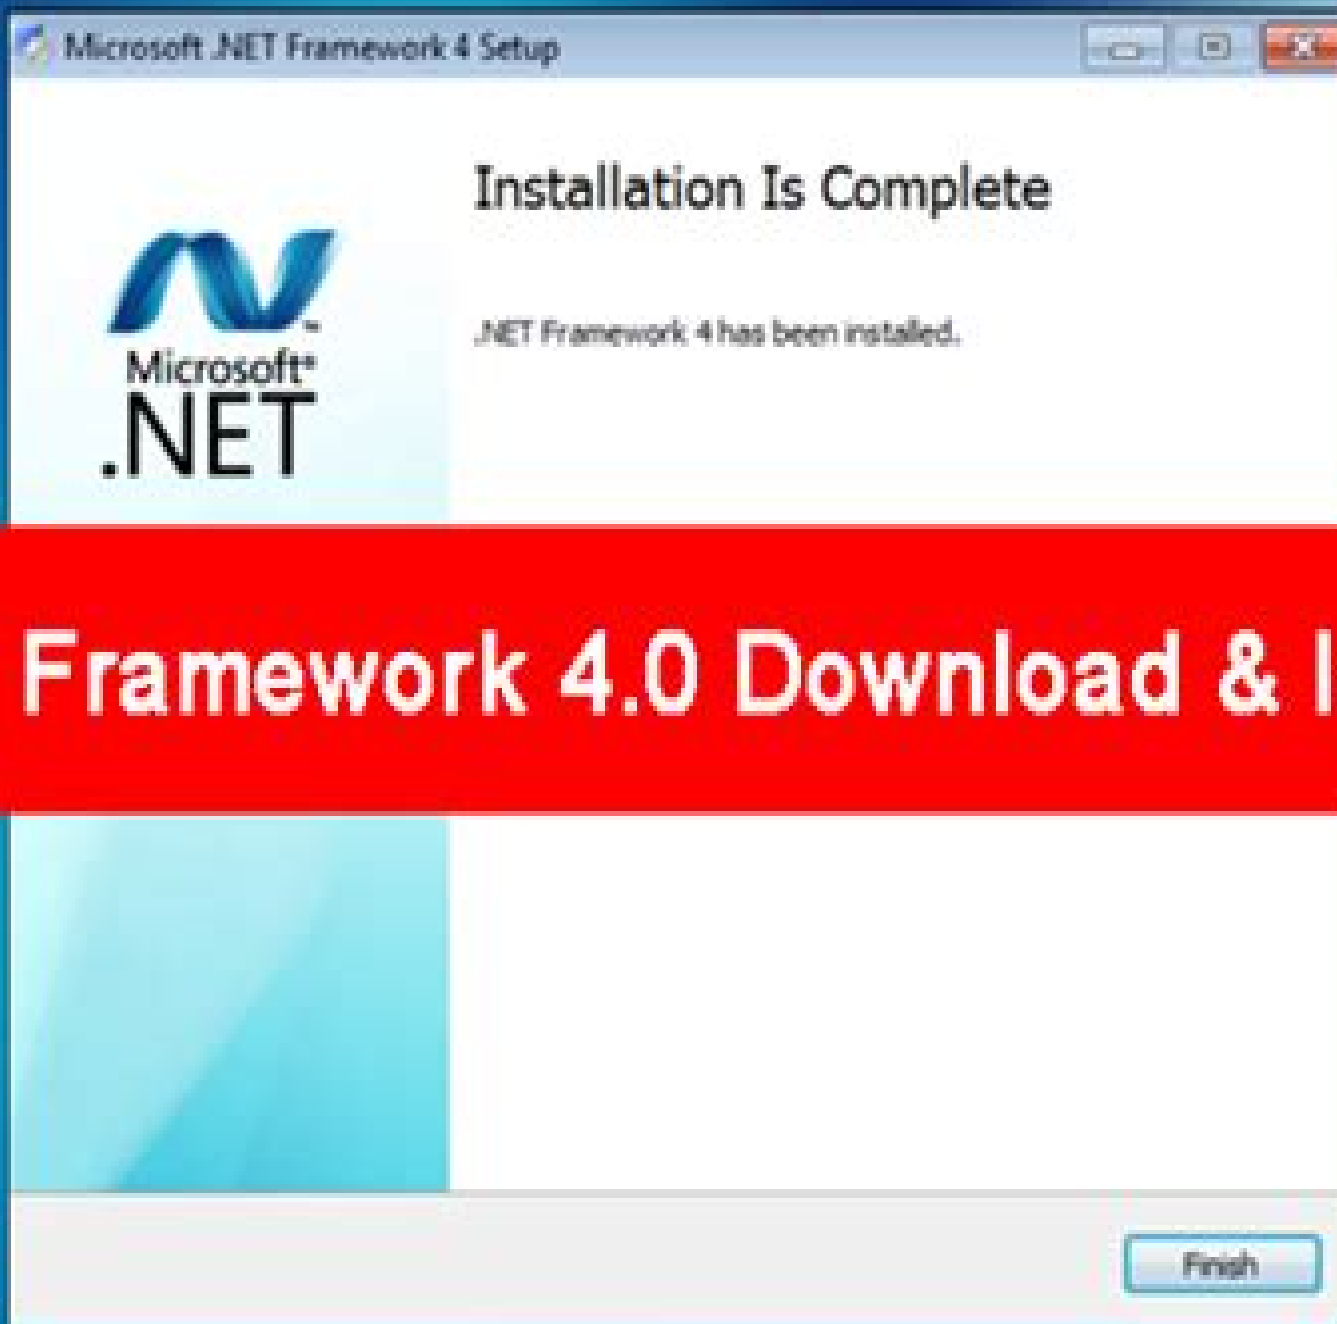 Microsoft .NET Framework 4 Setup
Installation Is Complete
.NET Framework 4 has been installed.
Microsoft®
.NET
Framework 4.0 Download & I
Finish